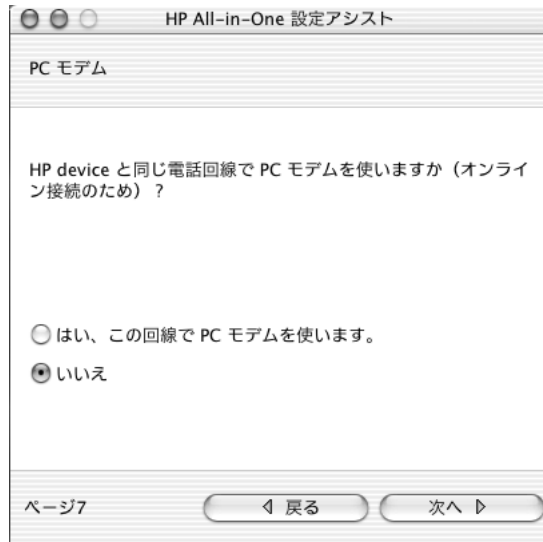 HP All-in-One 設定アシスト
PC モデム
HP device と同じ電話回線で PC モデムを使いますか（オンライ
ン接続のため）？
はい、この回線で PC モデムを使います。
いいえ
ページ7
戻る
次へ